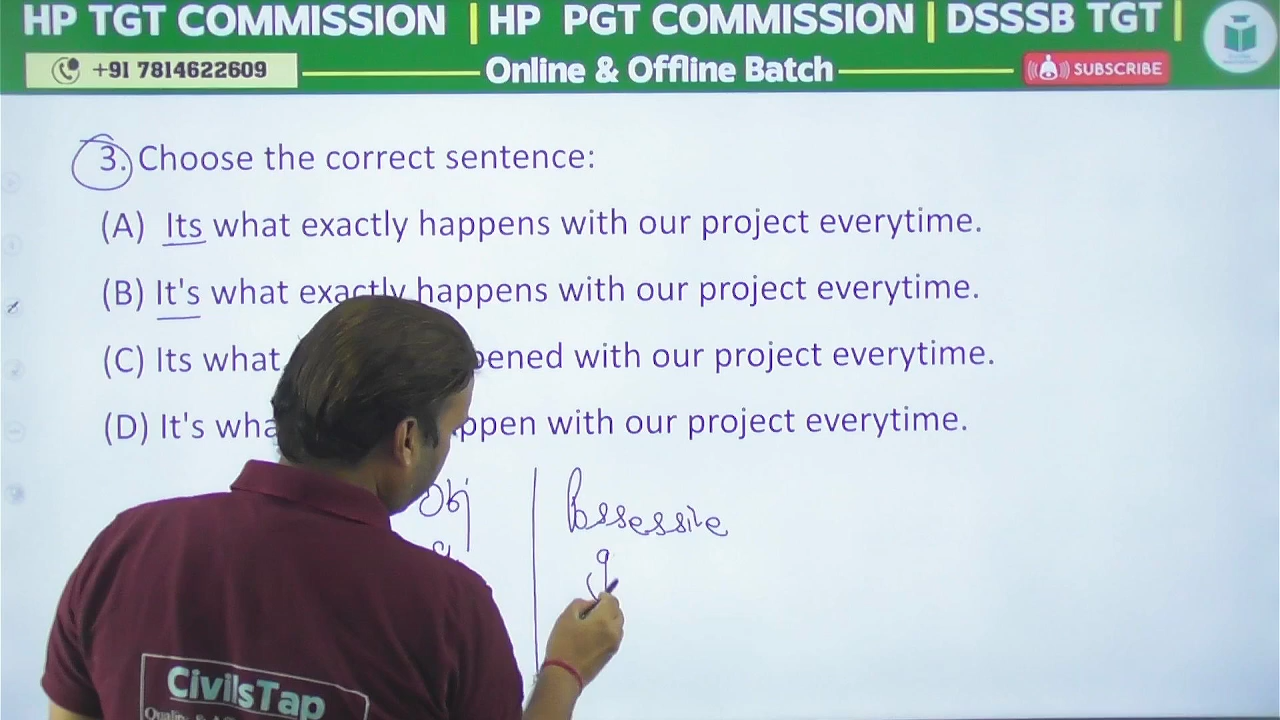 HP TGT COMMISSION | HP PGT COMMISSION | DSSSB TGT |
+91 7814622609
Online & Offline Batch
SUBSCRIBE
3. Choose the correct sentence:
(A) Its what exactly happens with our project everytime.
(B) It's what exactly happens with our project everytime.
(C) Its what pened with our project everytime.
(D) It's wha ppen with our project everytime.
Obj
Possessive
CivilsTap